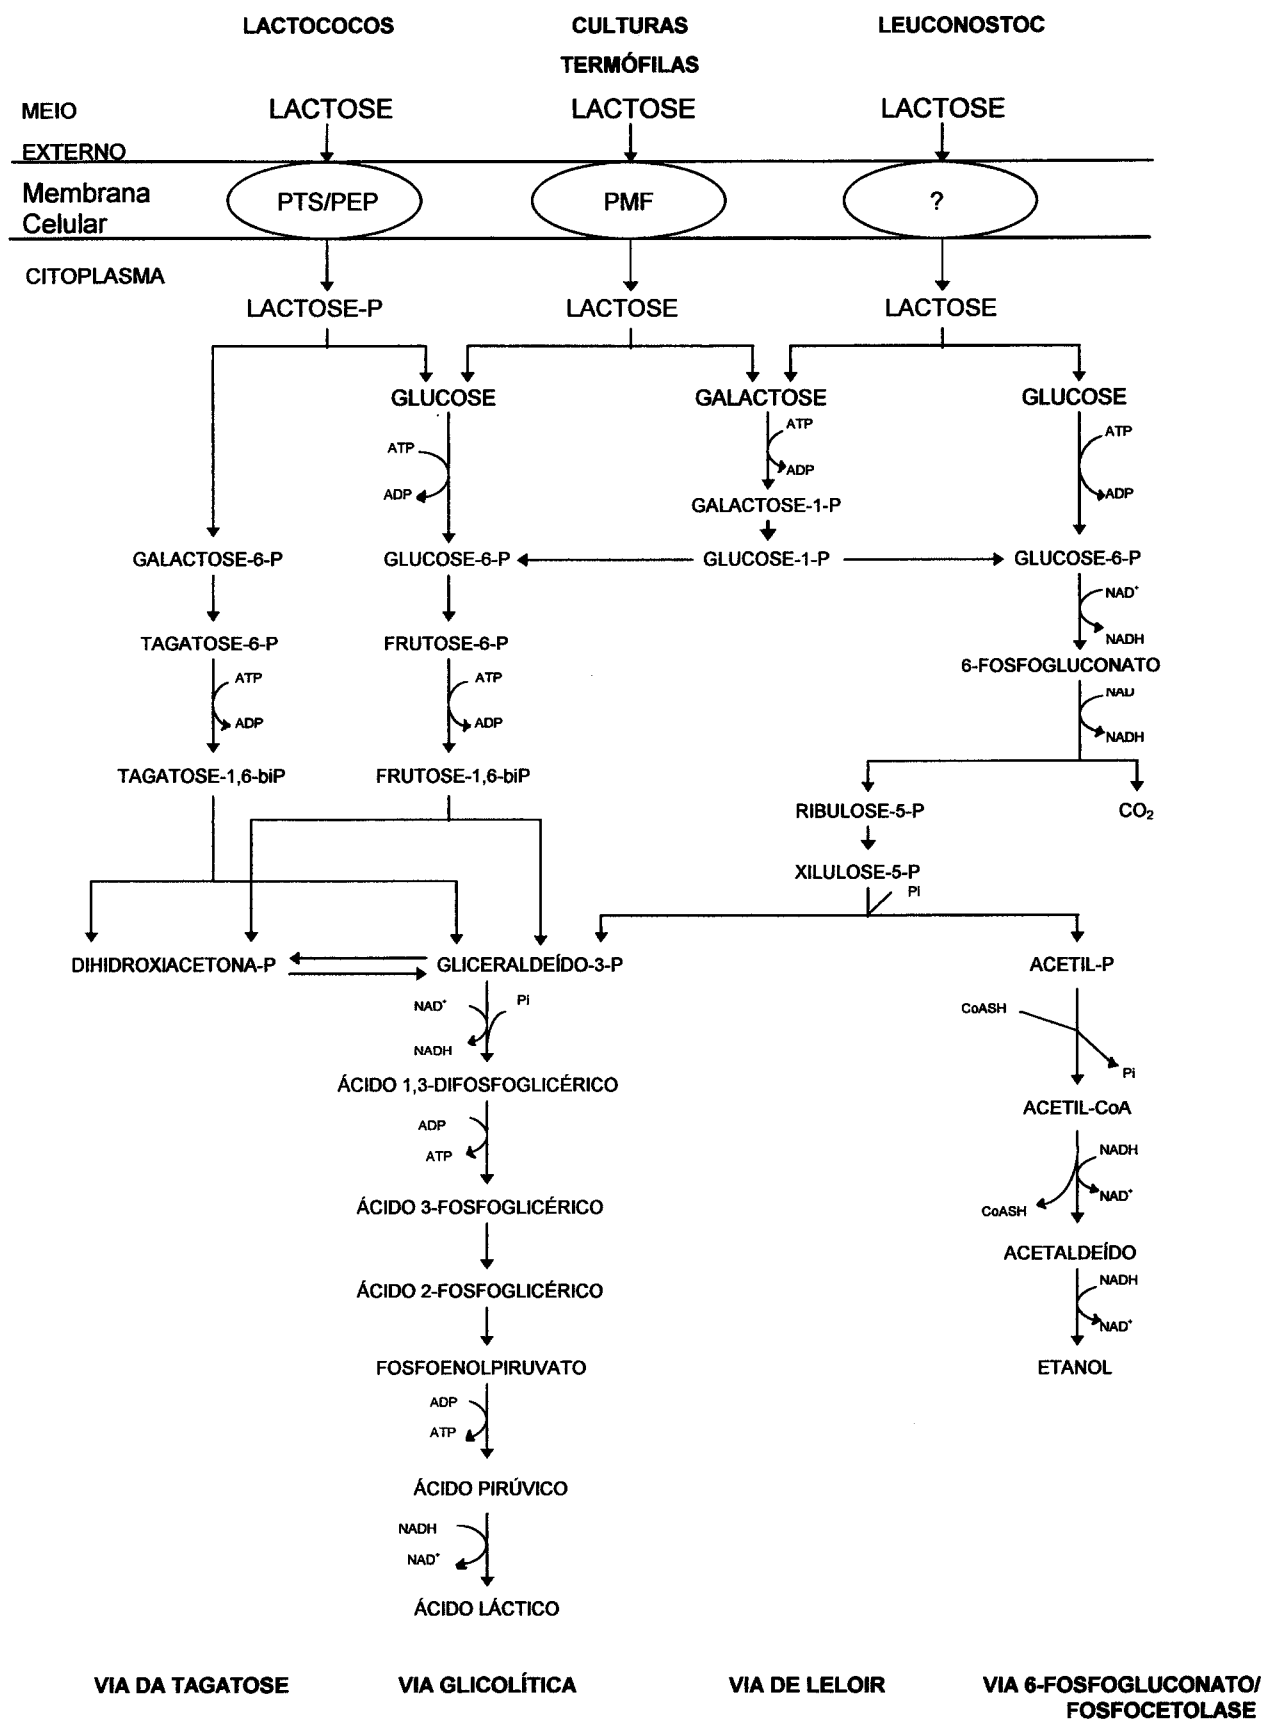 LACTOCOCOS
CULTURAS
TERMÓFILAS
LEUCONOSTOC
MEIO
EXTERNO
LACTOSE
LACTOSE
LACTOSE
Membrana
Celular
PTS/PEP
PMF
?
CITOPLASMA
LACTOSE-P
LACTOSE
LACTOSE
GLUCOSE
GALACTOSE
GLUCOSE
ATP
ADP
ATP
ADP
ATP
ADP
GALACTOSE-1-P
GALACTOSE-6-P
GLUCOSE-6-P
GLUCOSE-1-P
GLUCOSE-6-P
NAD⁺
NADH
TAGATOSE-6-P
FRUTOSE-6-P
6-FOSFOGLUCONATO
ATP
ADP
ATP
ADP
NAD
NADH
TAGATOSE-1,6-biP
FRUTOSE-1,6-biP
RIBULOSE-5-P
CO₂
XILULOSE-5-P
Pi
DIHIDROXIACETONA-P
GLICERALDEÍDO-3-P
ACETIL-P
NAD⁺
Pi
NADH
CoASH
Pi
ÁCIDO 1,3-DIFOSFOGLICÉRICO
ACETIL-CoA
ADP
ATP
NADH
NAD⁺
CoASH
ÁCIDO 3-FOSFOGLICÉRICO
ACETALDEÍDO
NADH
NAD⁺
ÁCIDO 2-FOSFOGLICÉRICO
FOSFOENOLPIRUVATO
ETANOL
ADP
ATP
ÁCIDO PIRÚVICO
NADH
NAD⁺
ÁCIDO LÁCTICO
VIA DA TAGATOSE
VIA GLICOLÍTICA
VIA DE LELOIR
VIA 6-FOSFOGLUCONATO/
FOSFOCETOLASE